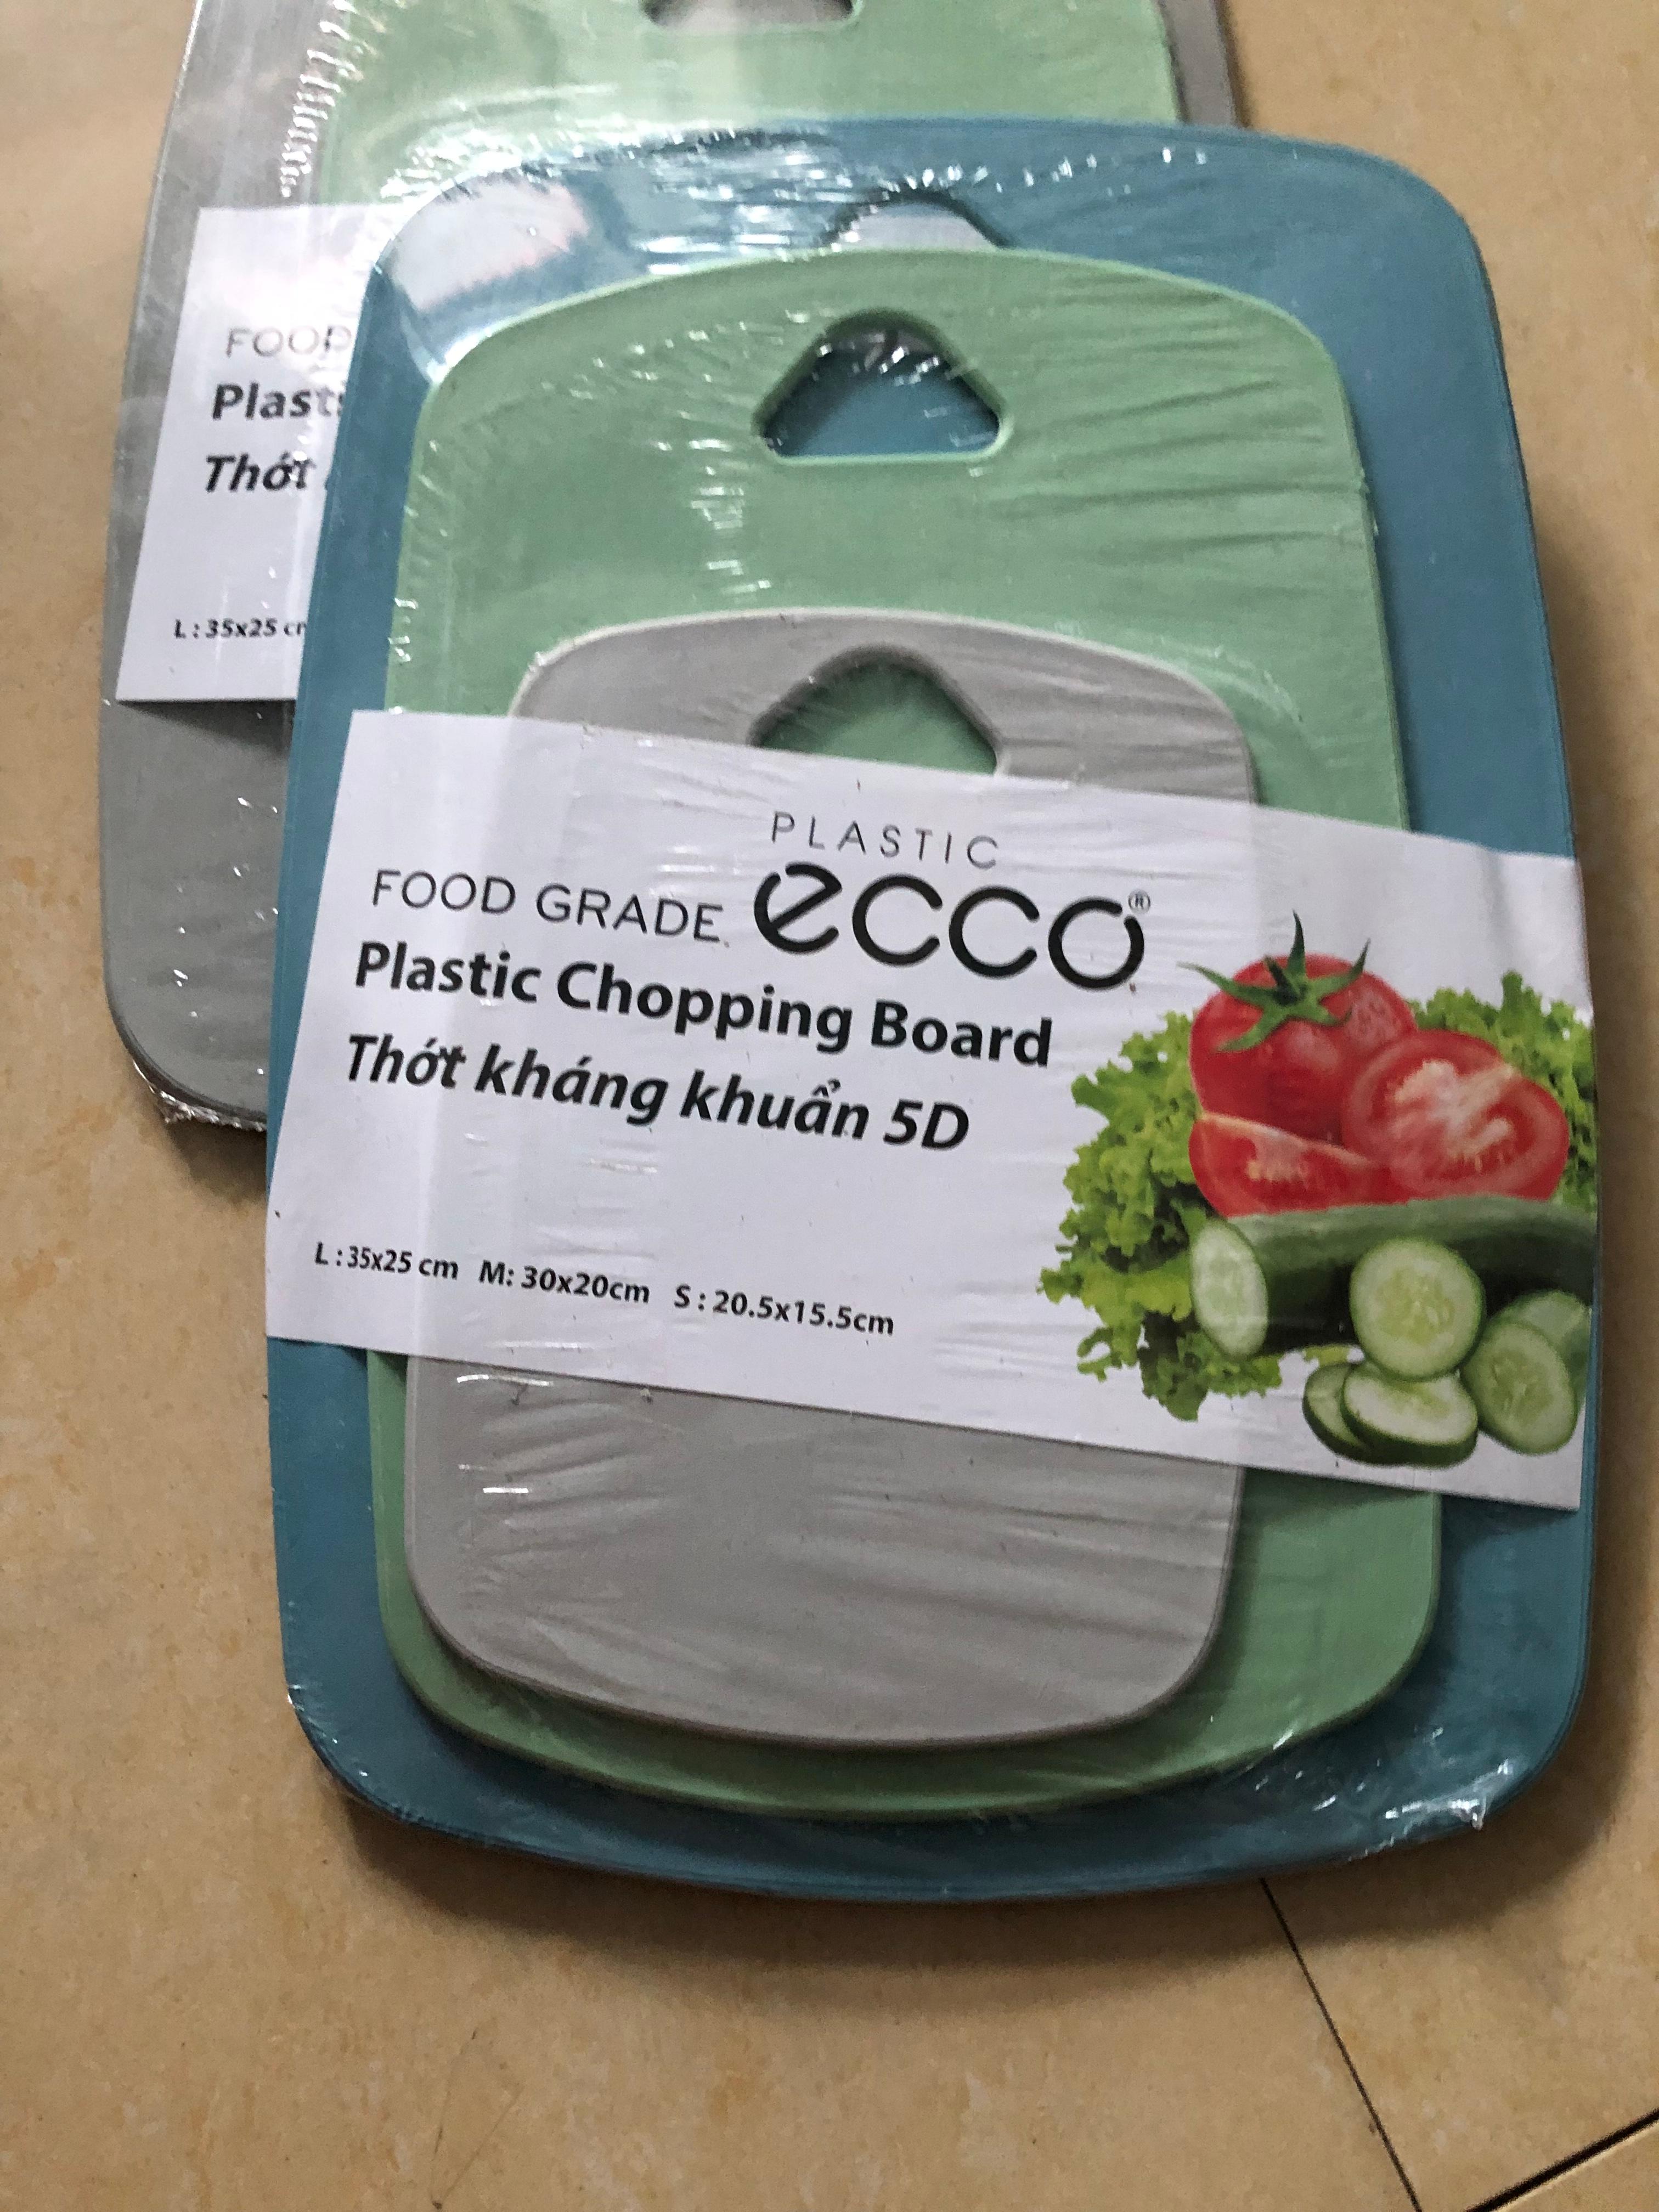 FOOD
Plast
Thớt
L : 35x25 cm
PLASTIC
FOOD GRADE ecco®
Plastic Chopping Board
Thớt kháng khuẩn 5D
L : 35x25 cm M: 30x20cm S : 20.5x15.5cm